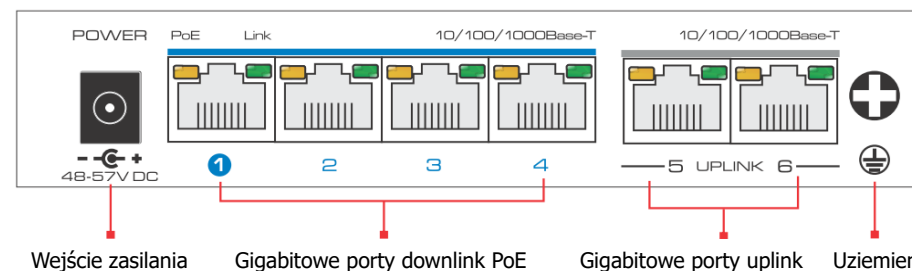 POWER PoE Link 10/100/1000Base-T 10/100/1000Base-T
- + 1 2 3 4 5 UPLINK 6
48-57V DC
Wejście zasilania Gigabitowe porty downlink PoE Gigabitowe porty uplink Uziemien